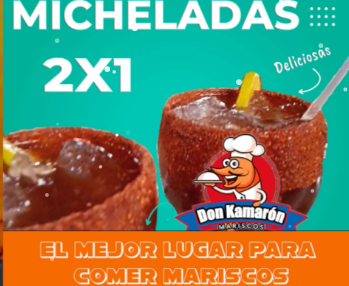 MICHELADAS
2X1
Deliciosas
Don Kamarón
MARISCOS
EL MEJOR LUGAR PARA
COMER MARISCOS